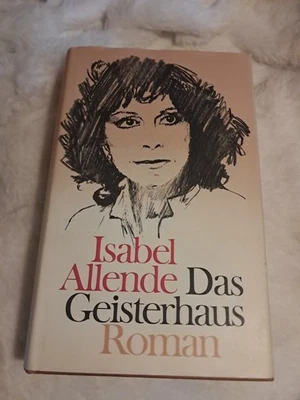 Isabel
Allende Das
Geisterhaus
Roman